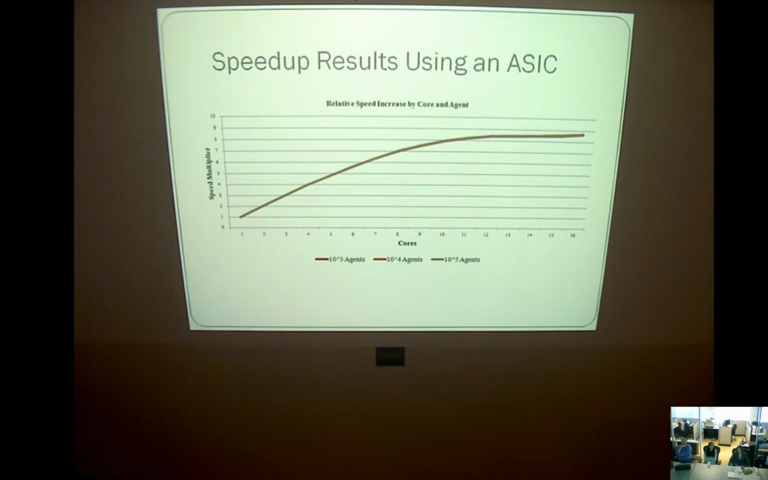 Speedup Results Using an ASIC
Relative Speed Increase by Core and Agent
Speed Multiplier
10
9
8
7
6
5
4
3
2
1
0
1 2 3 4 5 6 7 8 9 10 11 12 13 14 15 16
Cores
10^3 Agents 10^4 Agents 10^5 Agents